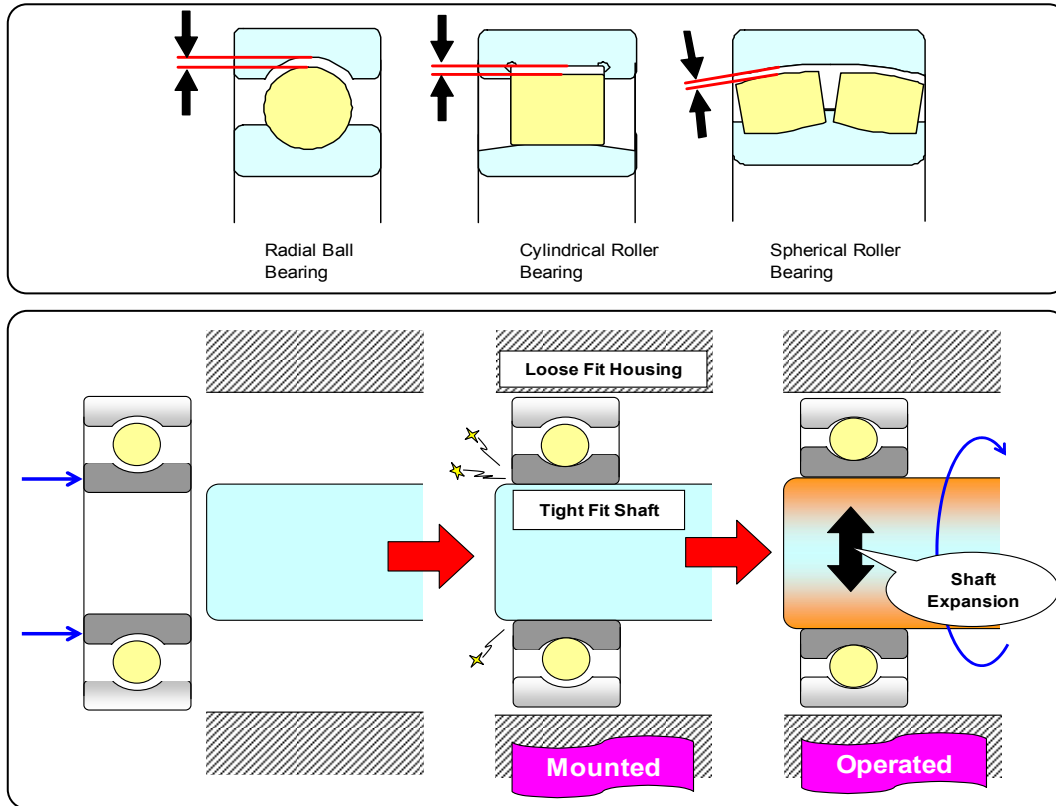 Radial Ball
Bearing
Cylindrical Roller
Bearing
Spherical Roller
Bearing
Loose Fit Housing
Tight Fit Shaft
Shaft
Expansion
Mounted
Operated